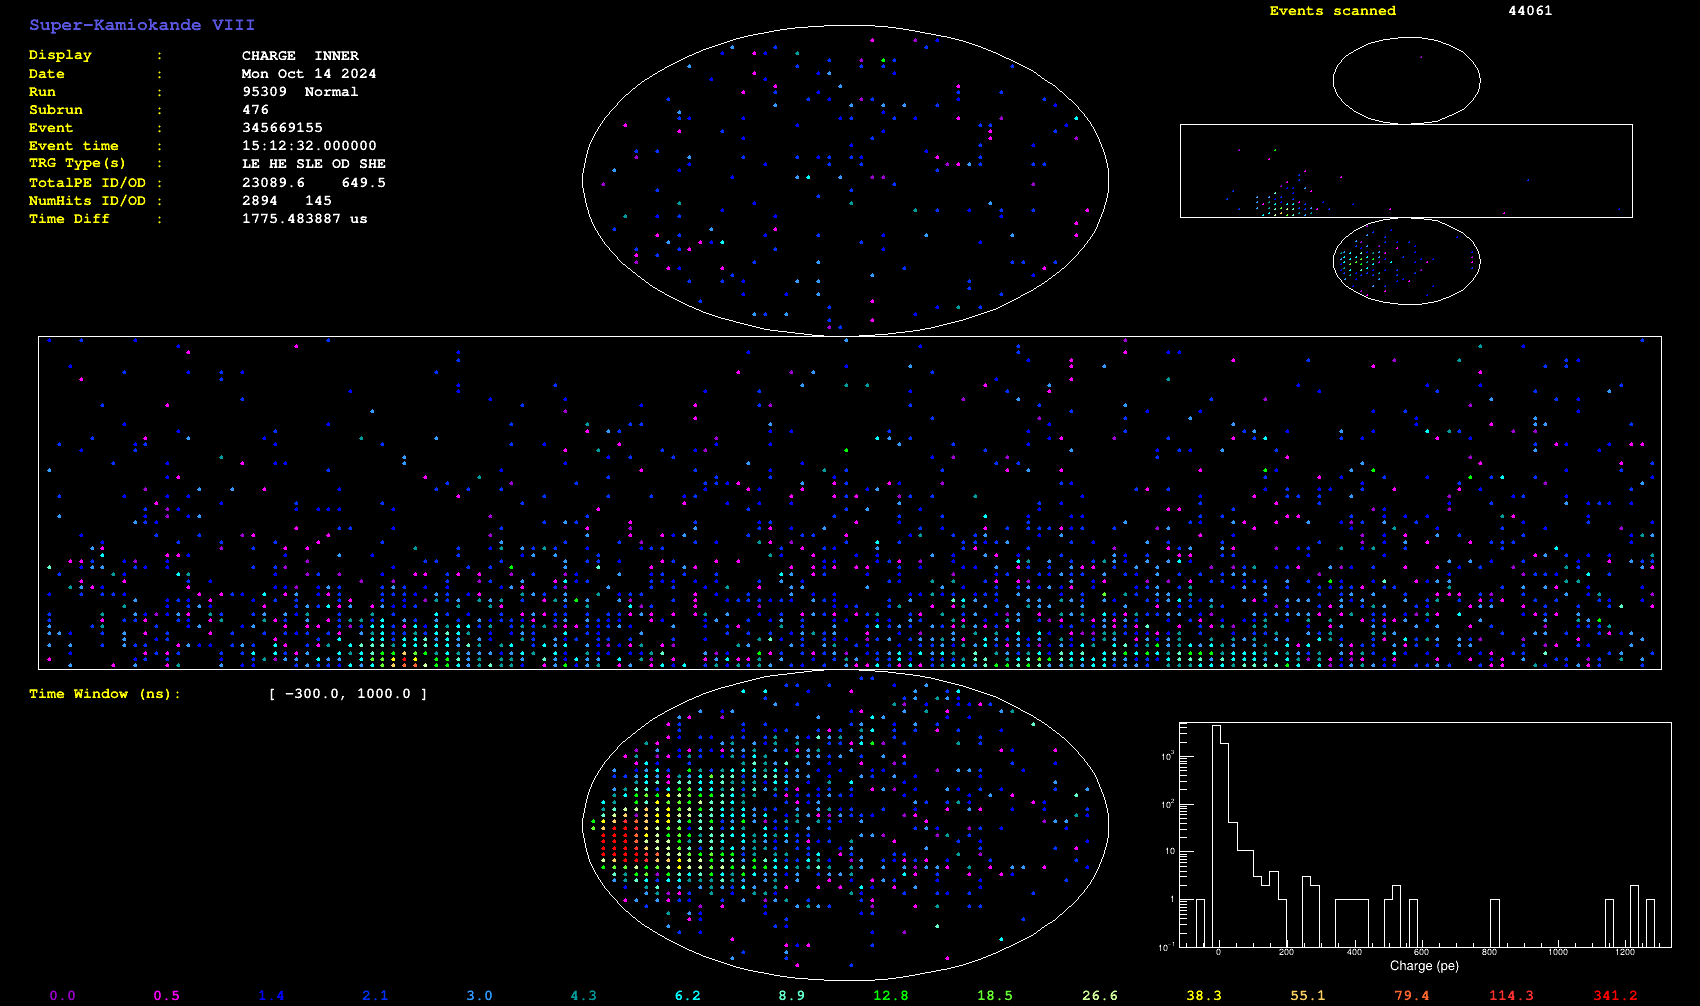 Super-Kamiokande VIII
Events scanned 44061
Display : CHARGE INNER
Date : Mon Oct 14 2024
Run : 95309 Normal
Subrun : 476
Event : 345669155
Event time : 15:12:32.000000
TRG Type(s) : LE HE SLE OD SHE
TotalPE ID/OD : 23089.6 649.5
NumHits ID/OD : 2894 145
Time Diff : 1775.483887 us
Time Window (ns): [ -300.0, 1000.0 ]
10^3
10^2
10
1
10^-1
0 200 400 600 800 1000 1200
Charge (pe)
0.0 0.5 1.4 2.1 3.0 4.3 6.2 8.9 12.8 18.5 26.6 38.3 55.1 79.4 114.3 341.2